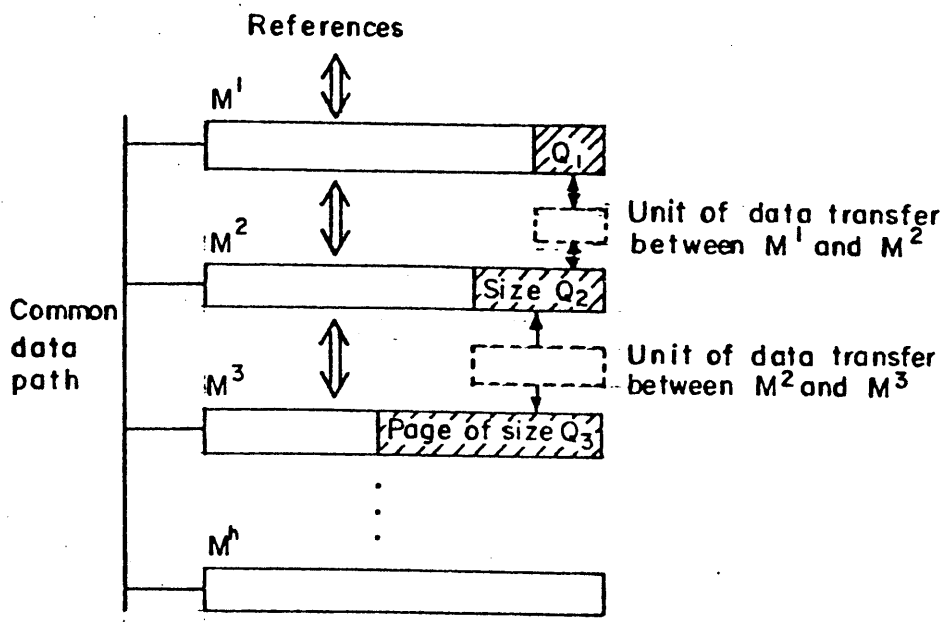 References
M¹
Q₁
Unit of data transfer
between M¹ and M²
M²
Size Q₂
Common
data
path
Unit of data transfer
between M² and M³
M³
Page of size Q₃
Mʰ